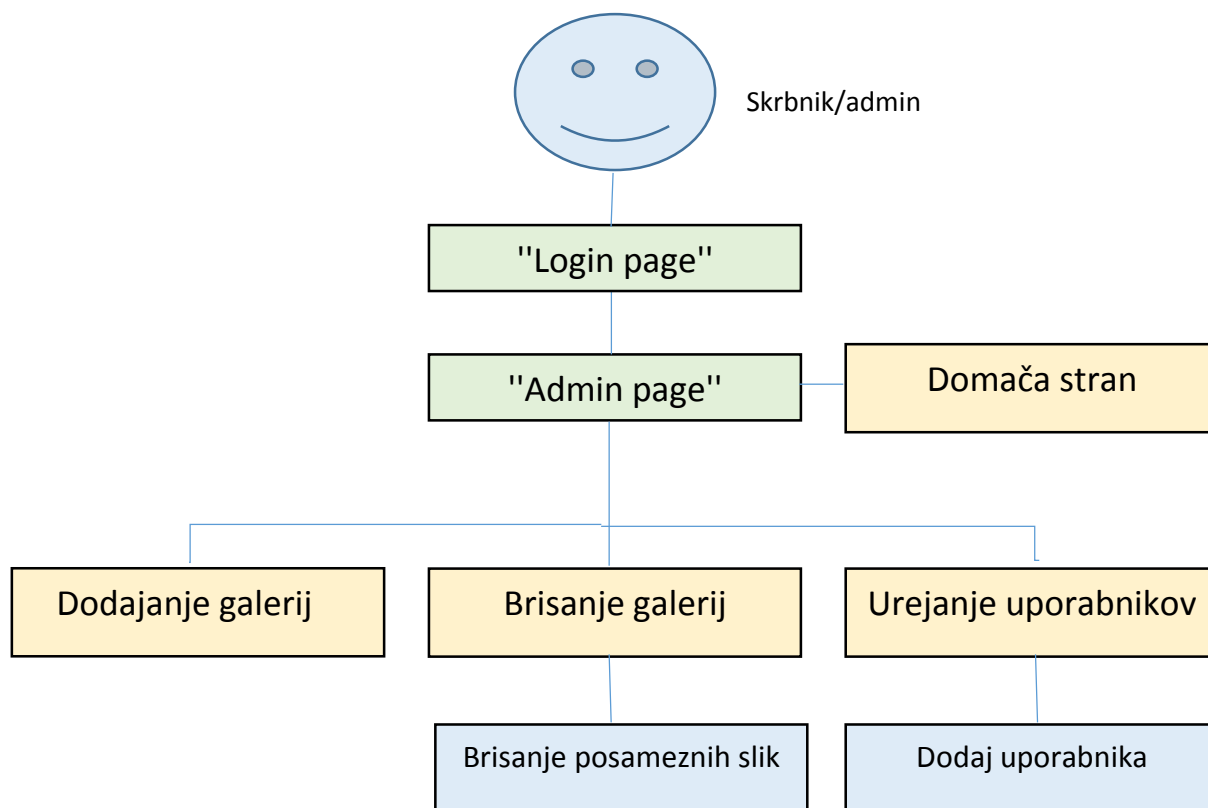 Skrbnik/admin
"Login page"
"Admin page"
Domača stran
Dodajanje galerij
Brisanje galerij
Urejanje uporabnikov
Brisanje posameznih slik
Dodaj uporabnika